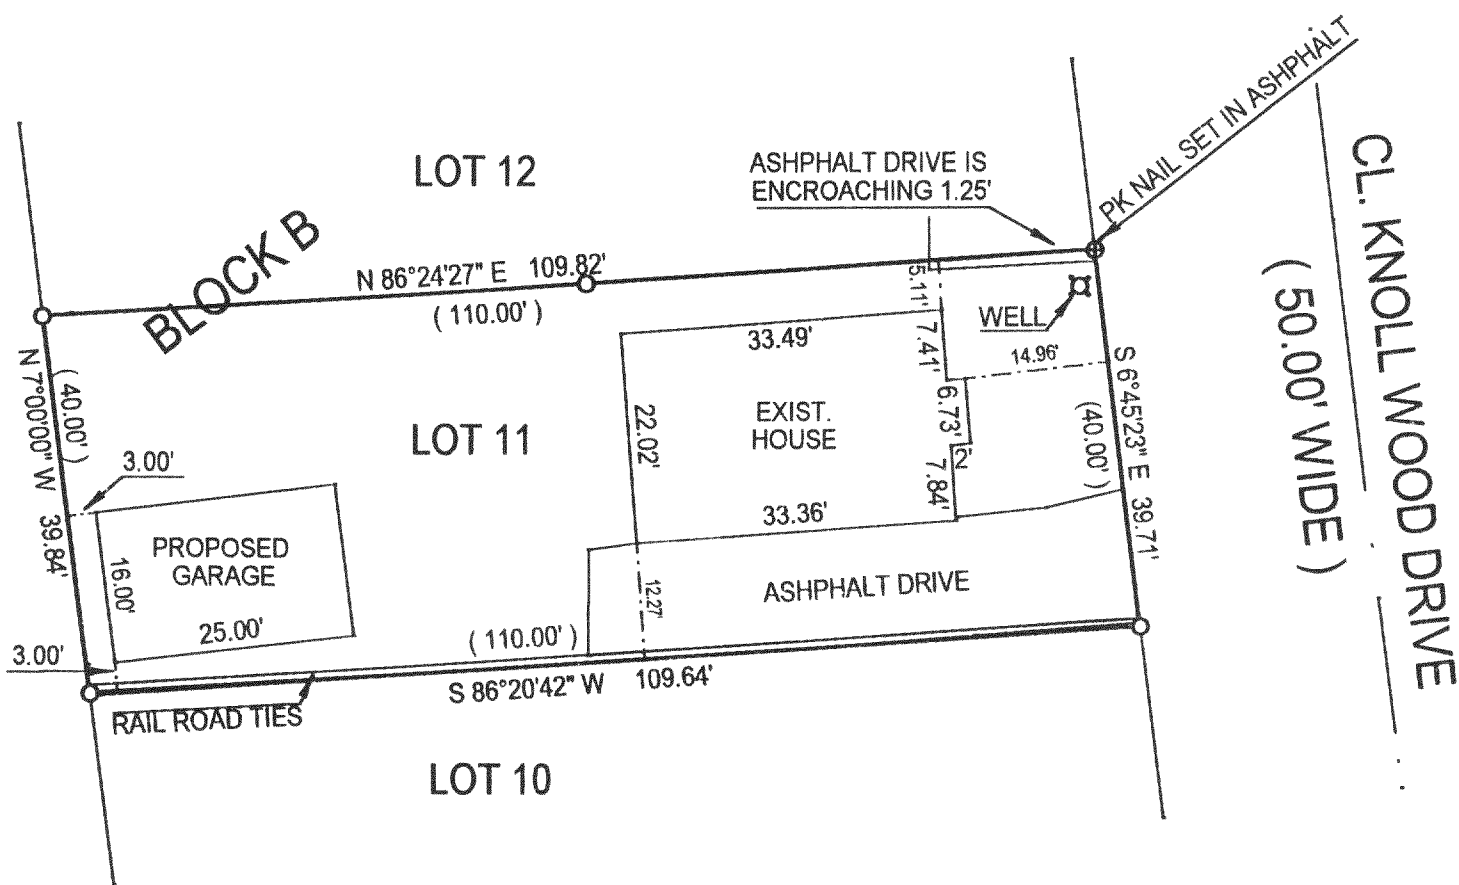 PK NAIL SET IN ASHPHALT
LOT 12
ASHPHALT DRIVE IS
ENCROACHING 1.25'
BLOCK B
N 86°24'27" E 109.82'
( 110.00' )
5.11'
WELL
CL. KNOLL WOOD DRIVE
( 50.00' WIDE )
33.49'
7.41'
14.96'
N 7°00'00" W 39.84'
( 40.00' )
S 6°45'23" E 39.71'
( 40.00' )
LOT 11
22.02'
EXIST.
HOUSE
6.73'
2'
7.84'
3.00'
33.36'
PROPOSED
GARAGE
16.00'
25.00'
12.27'
ASHPHALT DRIVE
3.00'
( 110.00' )
S 86°20'42" W 109.64'
RAIL ROAD TIES
LOT 10